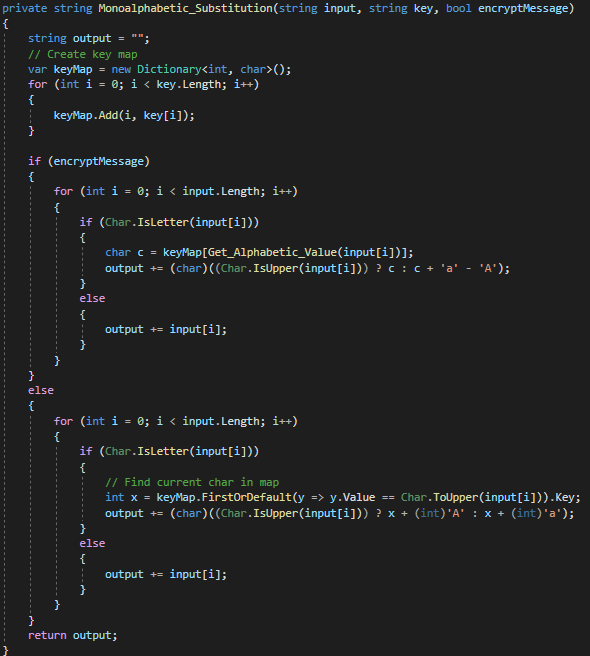 private string Monoalphabetic_Substitution(string input, string key, bool encryptMessage)
{
    string output = "";
    // Create key map
    var keyMap = new Dictionary<int, char>();
    for (int i = 0; i < key.Length; i++)
    {
        keyMap.Add(i, key[i]);
    }

    if (encryptMessage)
    {
        for (int i = 0; i < input.Length; i++)
        {
            if (Char.IsLetter(input[i]))
            {
                char c = keyMap[Get_Alphabetic_Value(input[i])];
                output += (char)((Char.IsUpper(input[i])) ? c : c + 'a' - 'A');
            }
            else
            {
                output += input[i];
            }
        }
    }
    else
    {
        for (int i = 0; i < input.Length; i++)
        {
            if (Char.IsLetter(input[i]))
            {
                // Find current char in map
                int x = keyMap.FirstOrDefault(y => y.Value == Char.ToUpper(input[i])).Key;
                output += (char)((Char.IsUpper(input[i])) ? x + (int)'A' : x + (int)'a');
            }
            else
            {
                output += input[i];
            }
        }
    }
    return output;
}